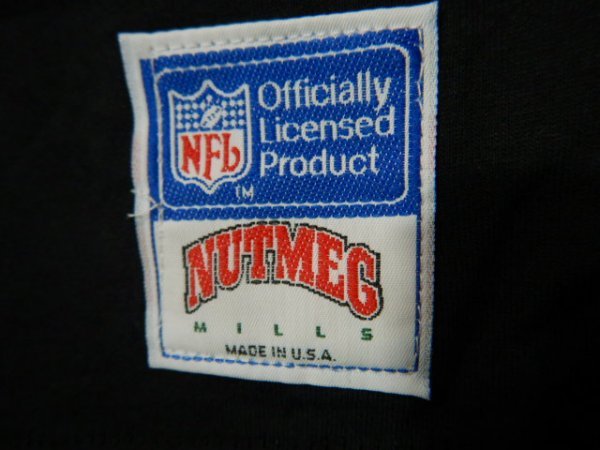 NFL
Officially
Licensed
Product
TM
NUTMEG
MILLS
MADE IN U.S.A.